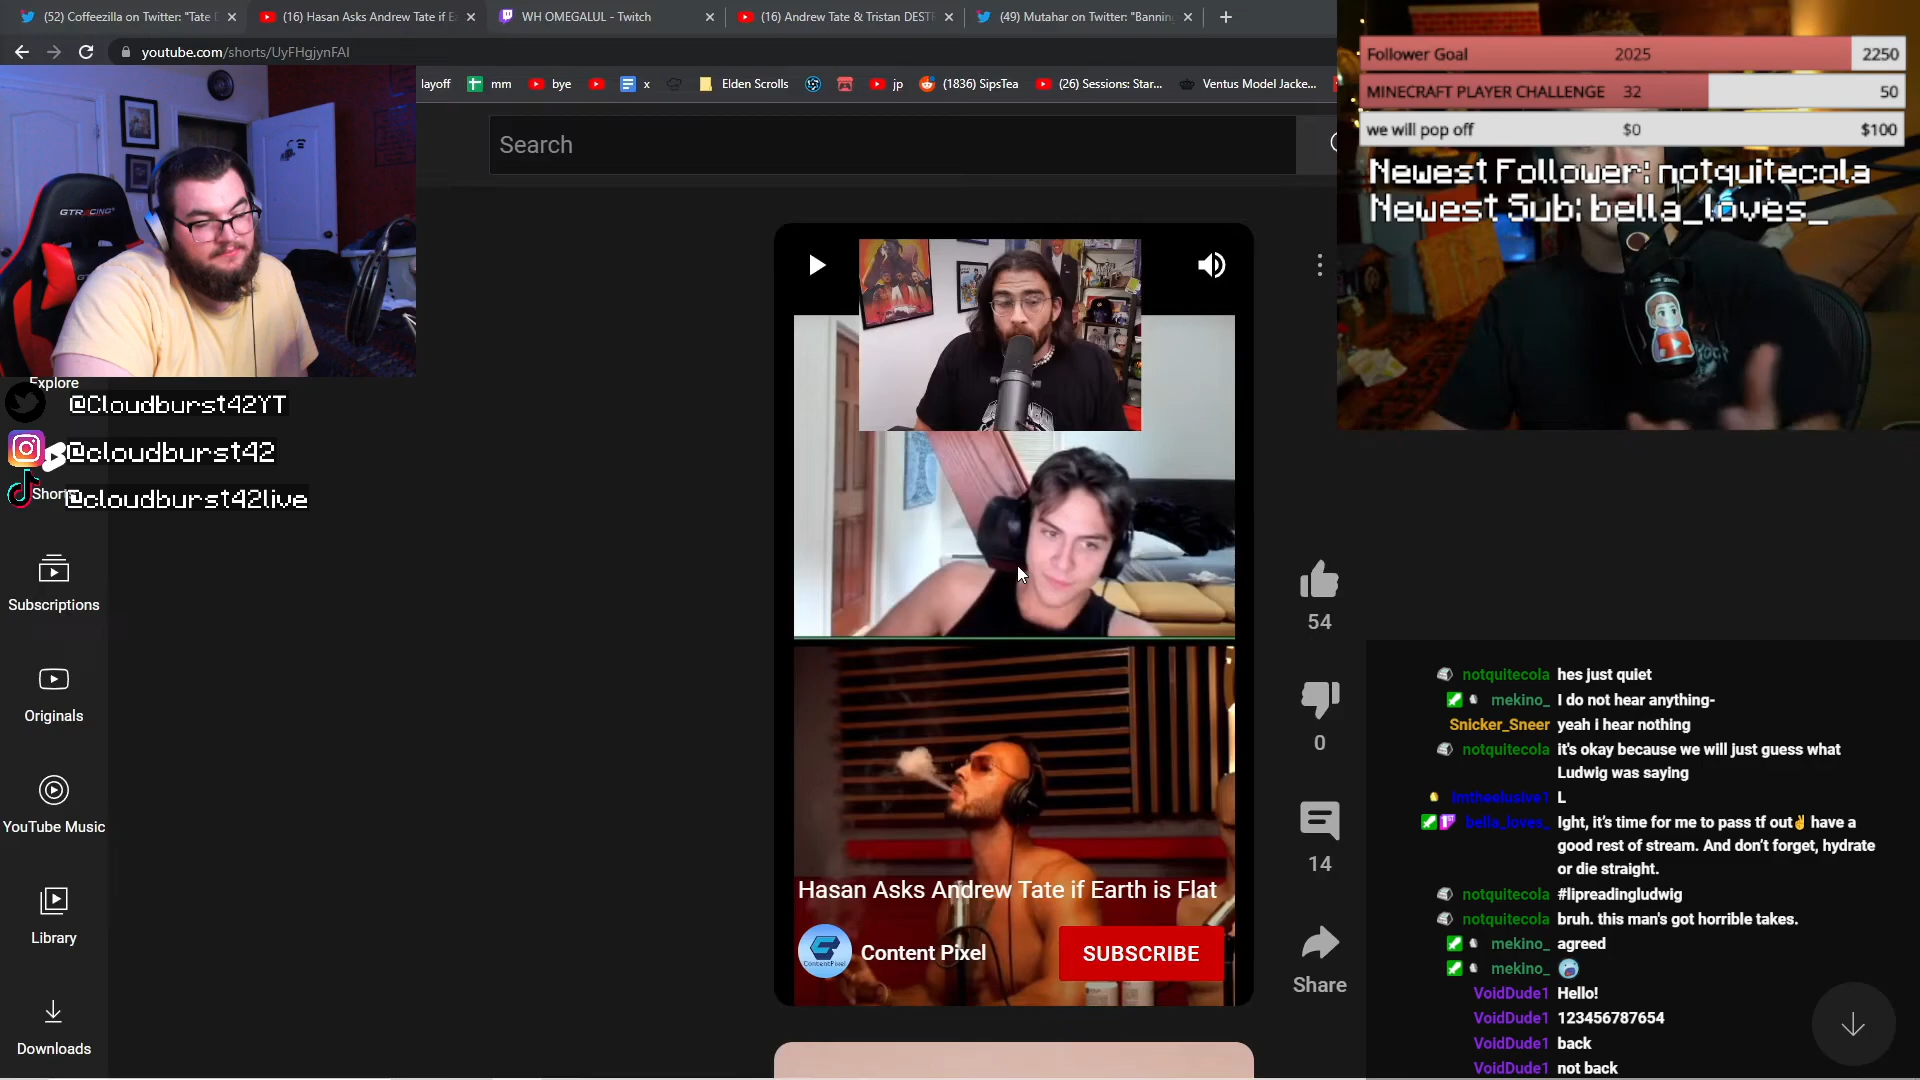 (52) Coffeezilla on Twitter: "Tate D
(16) Hasan Asks Andrew Tate if Ea
WH OMEGALUL - Twitch
(16) Andrew Tate & Tristan DESTR
(49) Mutahar on Twitter: "Bannin
youtube.com/shorts/UyFHgjynFAI
layoff
mm
bye
x
Elden Scrolls
jp
(1836) SipsTea
(26) Sessions: Star...
Ventus Model Jacke...
Follower Goal 2025 2250
MINECRAFT PLAYER CHALLENGE 32 50
we will pop off $0 $100
Newest Follower: notquitecola
Newest Sub: bella_loves_
Search
GTRACING
Explore
@Cloudburst42YT
@cloudburst42
Shorts
@cloudburst42live
Subscriptions
Originals
YouTube Music
Library
Downloads
Hasan Asks Andrew Tate if Earth is Flat
ContentPixel
Content Pixel
SUBSCRIBE
54
0
14
Share
notquitecola hes just quiet
mekino_ I do not hear anything-
Snicker_Sneer yeah i hear nothing
notquitecola it's okay because we will just guess what
Ludwig was saying
imtheelusive1 L
bella_loves_ Ight, it's time for me to pass tf out✌ have a
good rest of stream. And don't forget, hydrate
or die straight.
notquitecola #lipreadingludwig
notquitecola bruh. this man's got horrible takes.
mekino_ agreed
mekino_
VoidDude1 Hello!
VoidDude1 123456787654
VoidDude1 back
VoidDude1 not back